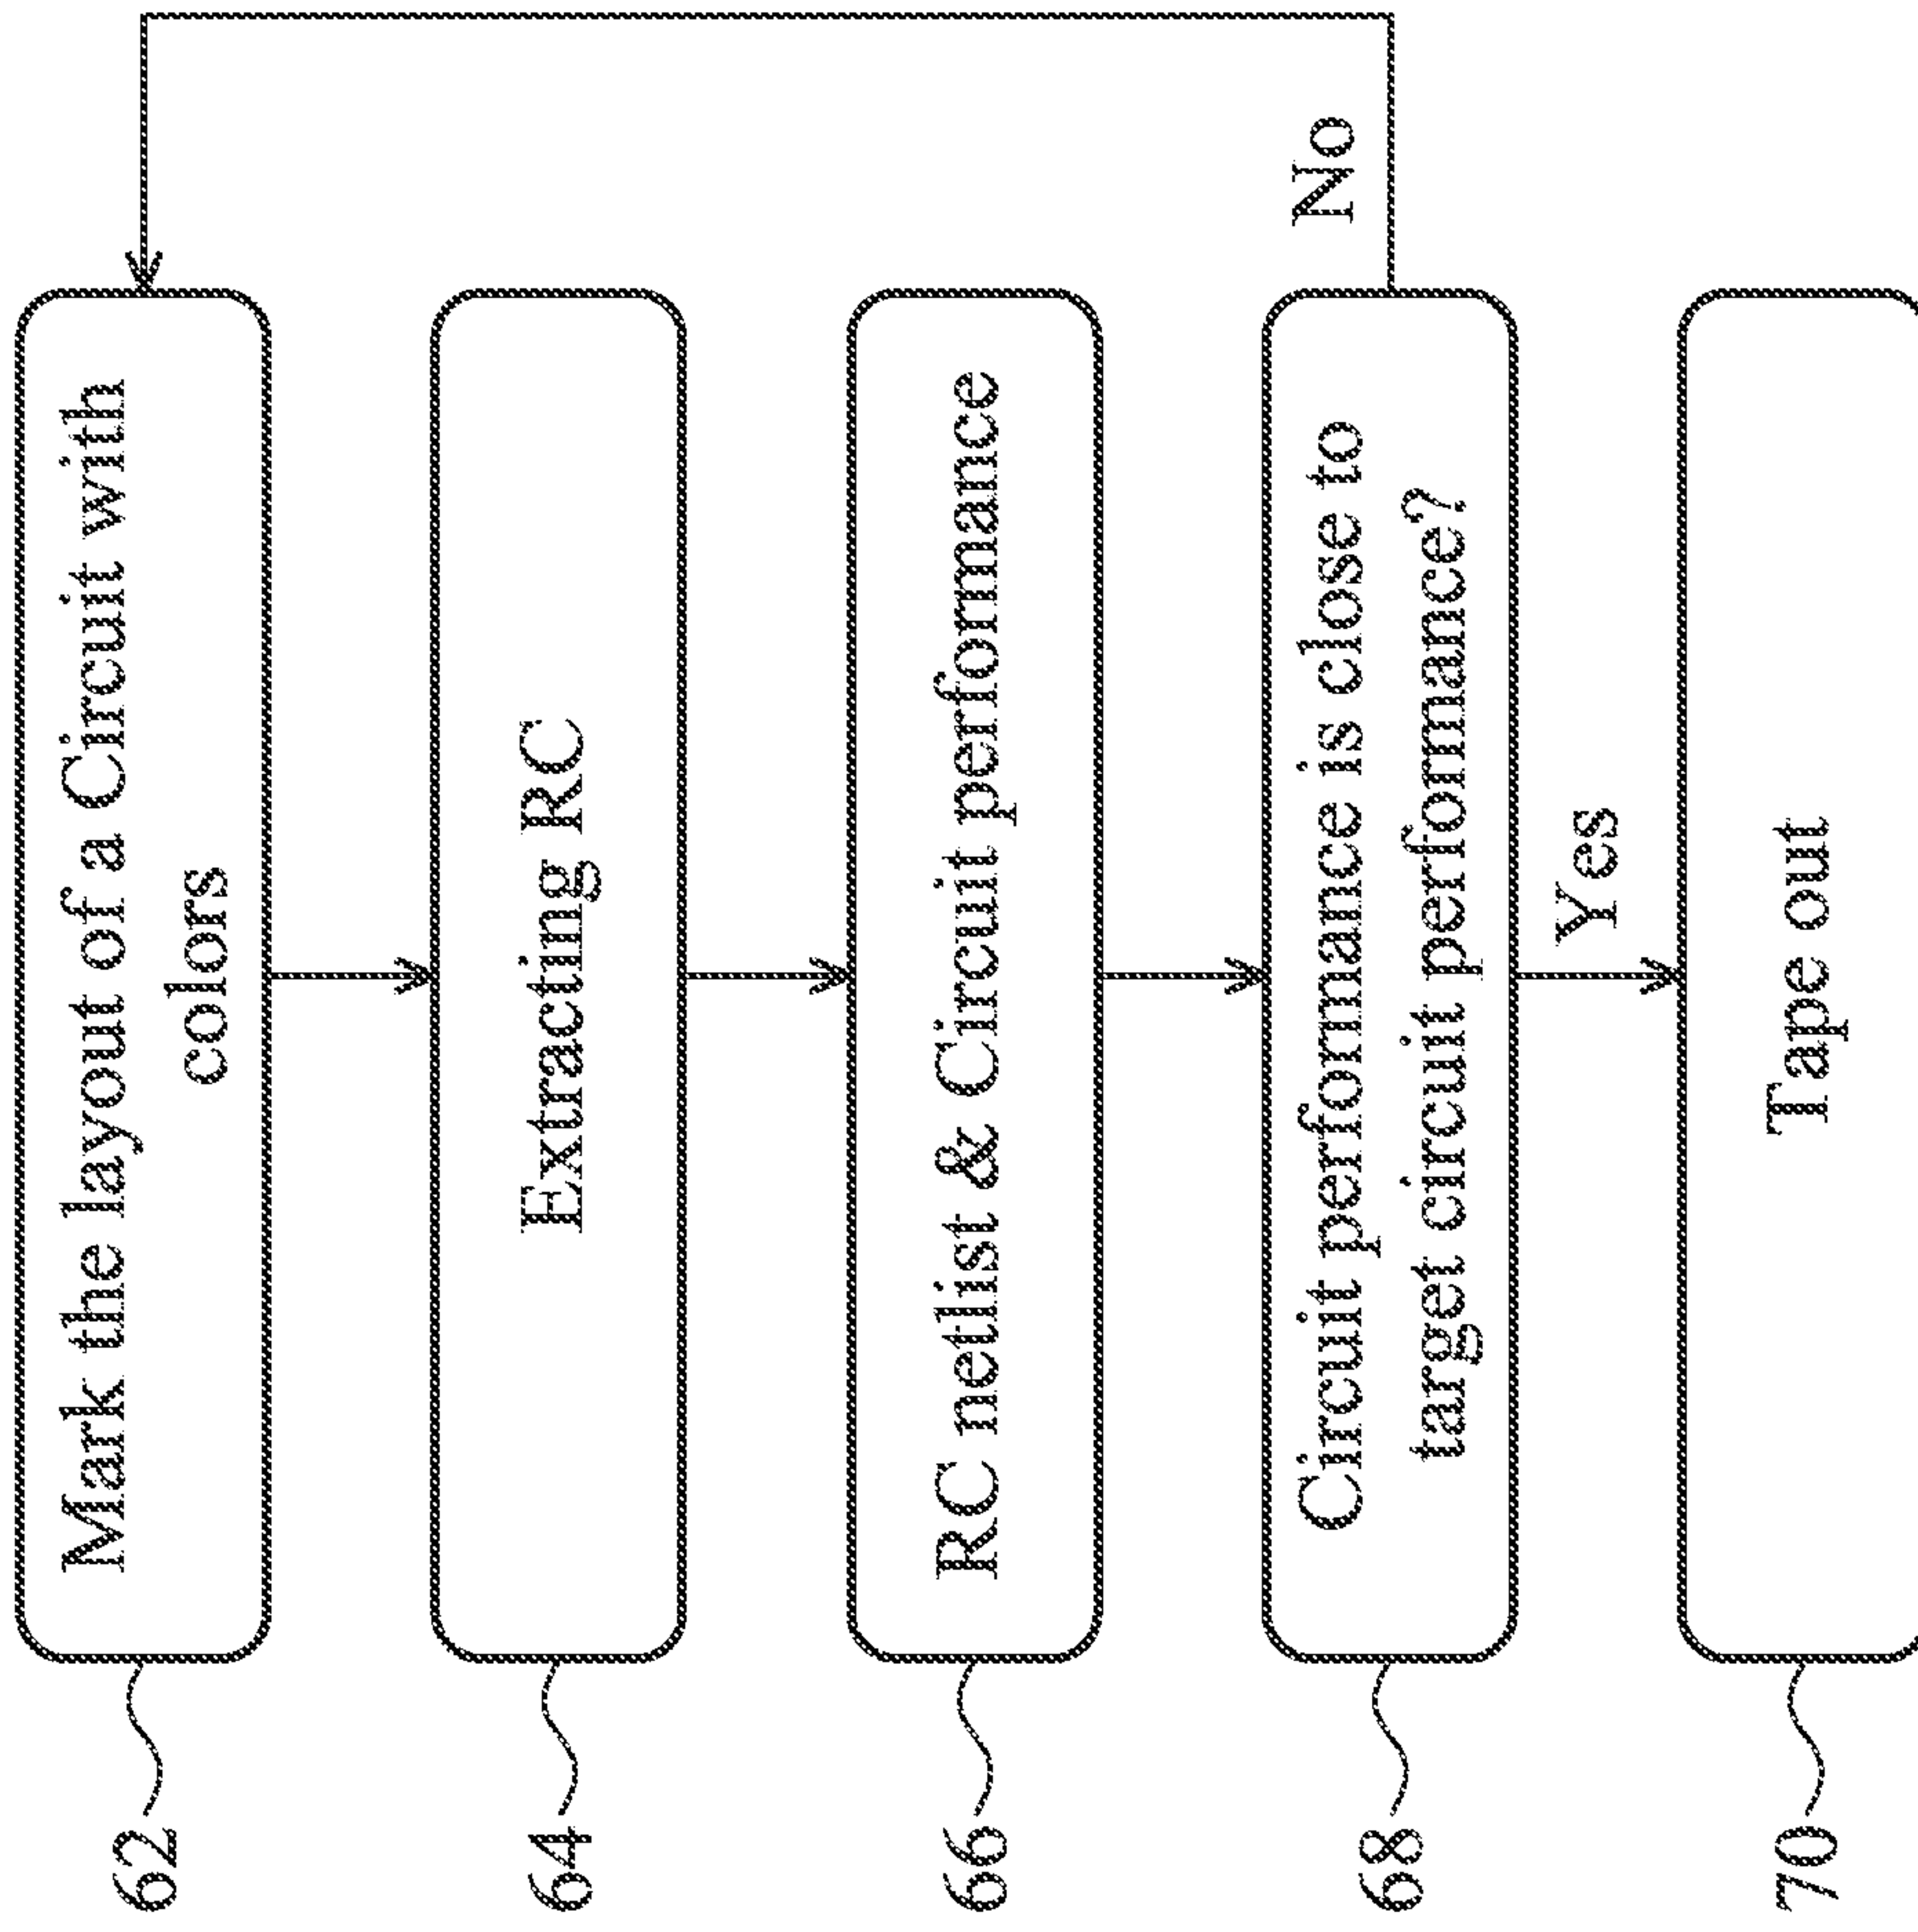 62
Mark the layout of a Circuit with
colors
64
Extracting RC
66
RC netlist & Circuit performance
68
Circuit performance is close to
target circuit performance?
No
Yes
70
Tape out